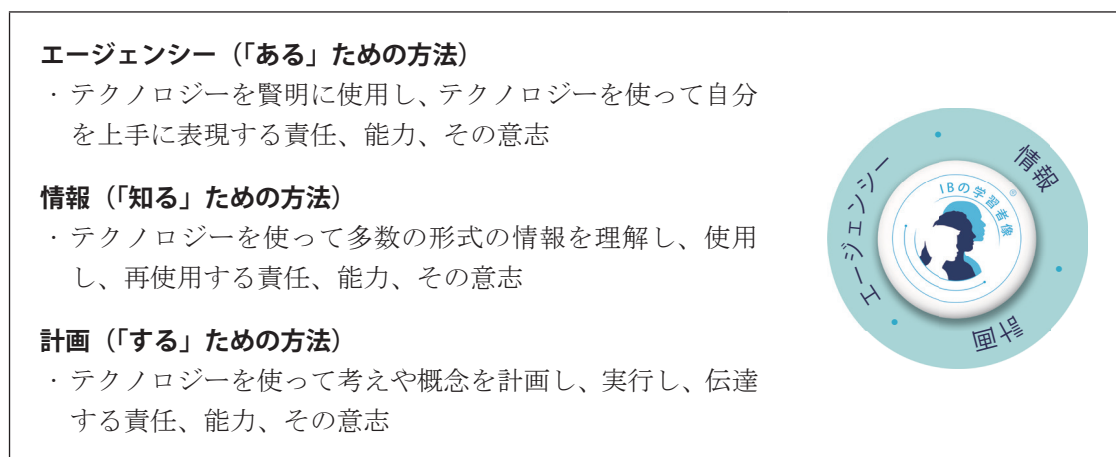 エージェンシー（「ある」ための方法）
・テクノロジーを賢明に使用し、テクノロジーを使って自分
を上手に表現する責任、能力、その意志
情報（「知る」ための方法）
・テクノロジーを使って多数の形式の情報を理解し、使用
し、再使用する責任、能力、その意志
計画（「する」ための方法）
・テクノロジーを使って考えや概念を計画し、実行し、伝達
する責任、能力、その意志
エージェンシー
情報
計画
IBの学習者像®